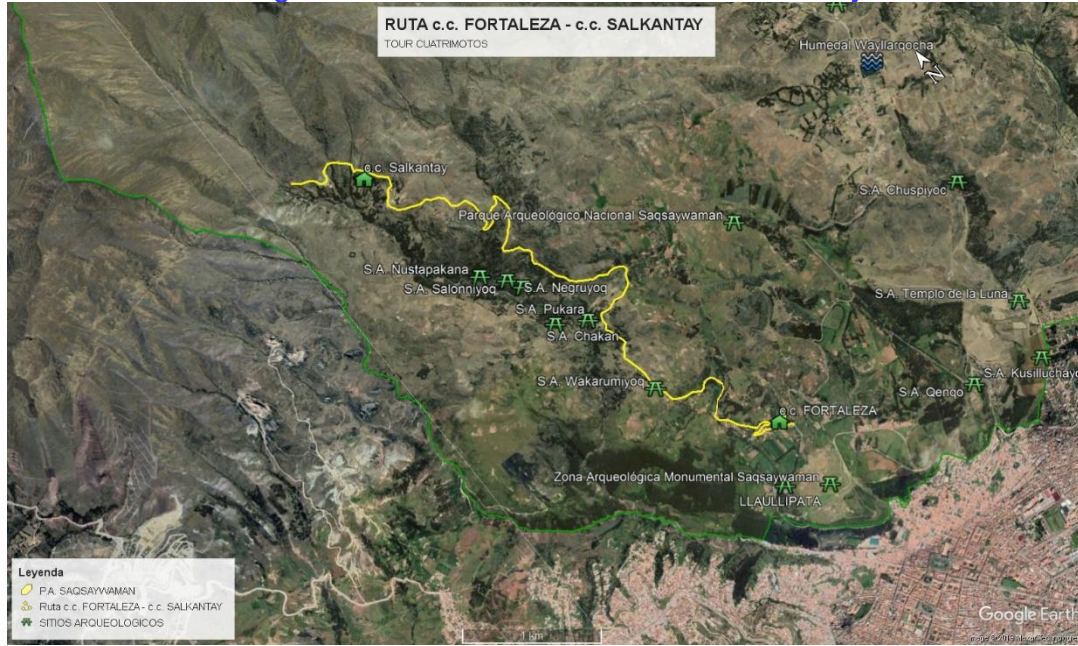 RUTA c.c. FORTALEZA - c.c. SALKANTAY
TOUR CUATRIMOTOS
Humedal Wayllarqocha
N
c.c. Salkantay
S.A. Chuspiyoc
Parque Arqueológico Nacional Saqsaywaman
S.A. Ñustapakana
S.A. Salonniyoq
S.A. Negruyoq
S.A. Templo de la Luna
S.A. Pukara
S.A. Chakan
S.A. Kusilluchayoc
S.A. Wakarumiyoq
S.A. Qenqo
c.c. FORTALEZA
Zona Arqueológica Monumental Saqsaywaman
LLAULLIPATA
Leyenda
P.A. SAQSAYWAMAN
Ruta c.c. FORTALEZA - c.c. SALKANTAY
SITIOS ARQUEOLOGICOS
1 km
Google Earth